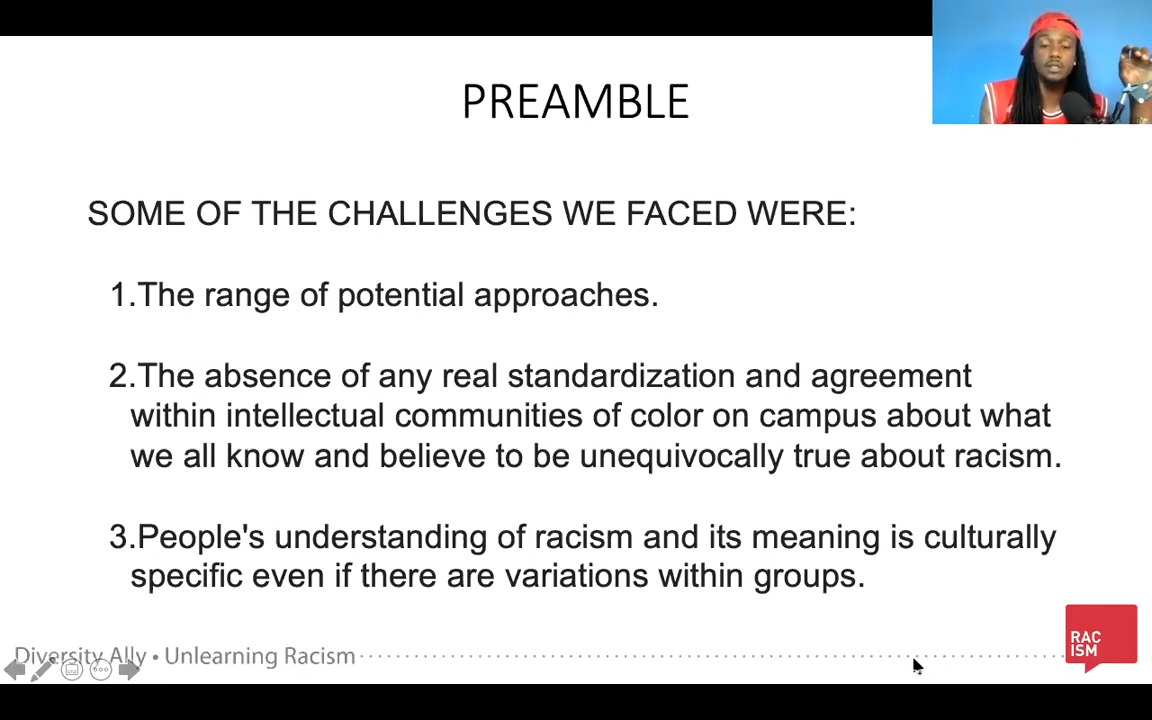 PREAMBLE
SOME OF THE CHALLENGES WE FACED WERE:
1.The range of potential approaches.
2.The absence of any real standardization and agreement
within intellectual communities of color on campus about what
we all know and believe to be unequivocally true about racism.
3.People's understanding of racism and its meaning is culturally
specific even if there are variations within groups.
Diversity Ally • Unlearning Racism
RAC
ISM